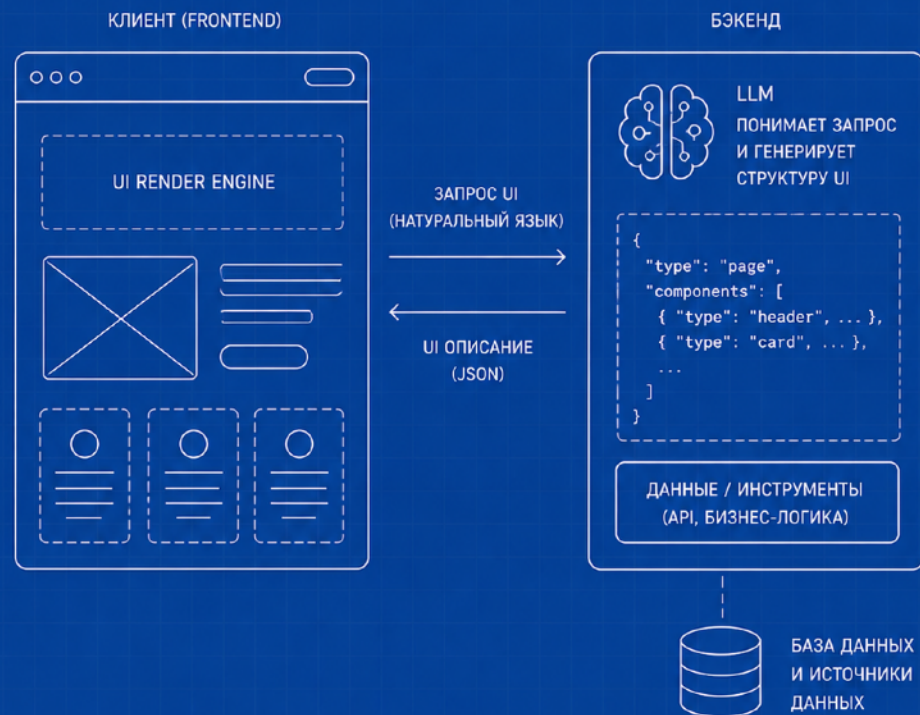 КЛИЕНТ (FRONTEND)
UI RENDER ENGINE
ЗАПРОС UI
(НАТУРАЛЬНЫЙ ЯЗЫК)
UI ОПИСАНИЕ
(JSON)
БЭКЕНД
LLM
ПОНИМАЕТ ЗАПРОС
И ГЕНЕРИРУЕТ
СТРУКТУРУ UI
{
"type": "page",
"components": [
{ "type": "header", ... },
{ "type": "card", ... },
...
]
}
ДАННЫЕ / ИНСТРУМЕНТЫ
(API, БИЗНЕС-ЛОГИКА)
БАЗА ДАННЫХ
И ИСТОЧНИКИ
ДАННЫХ